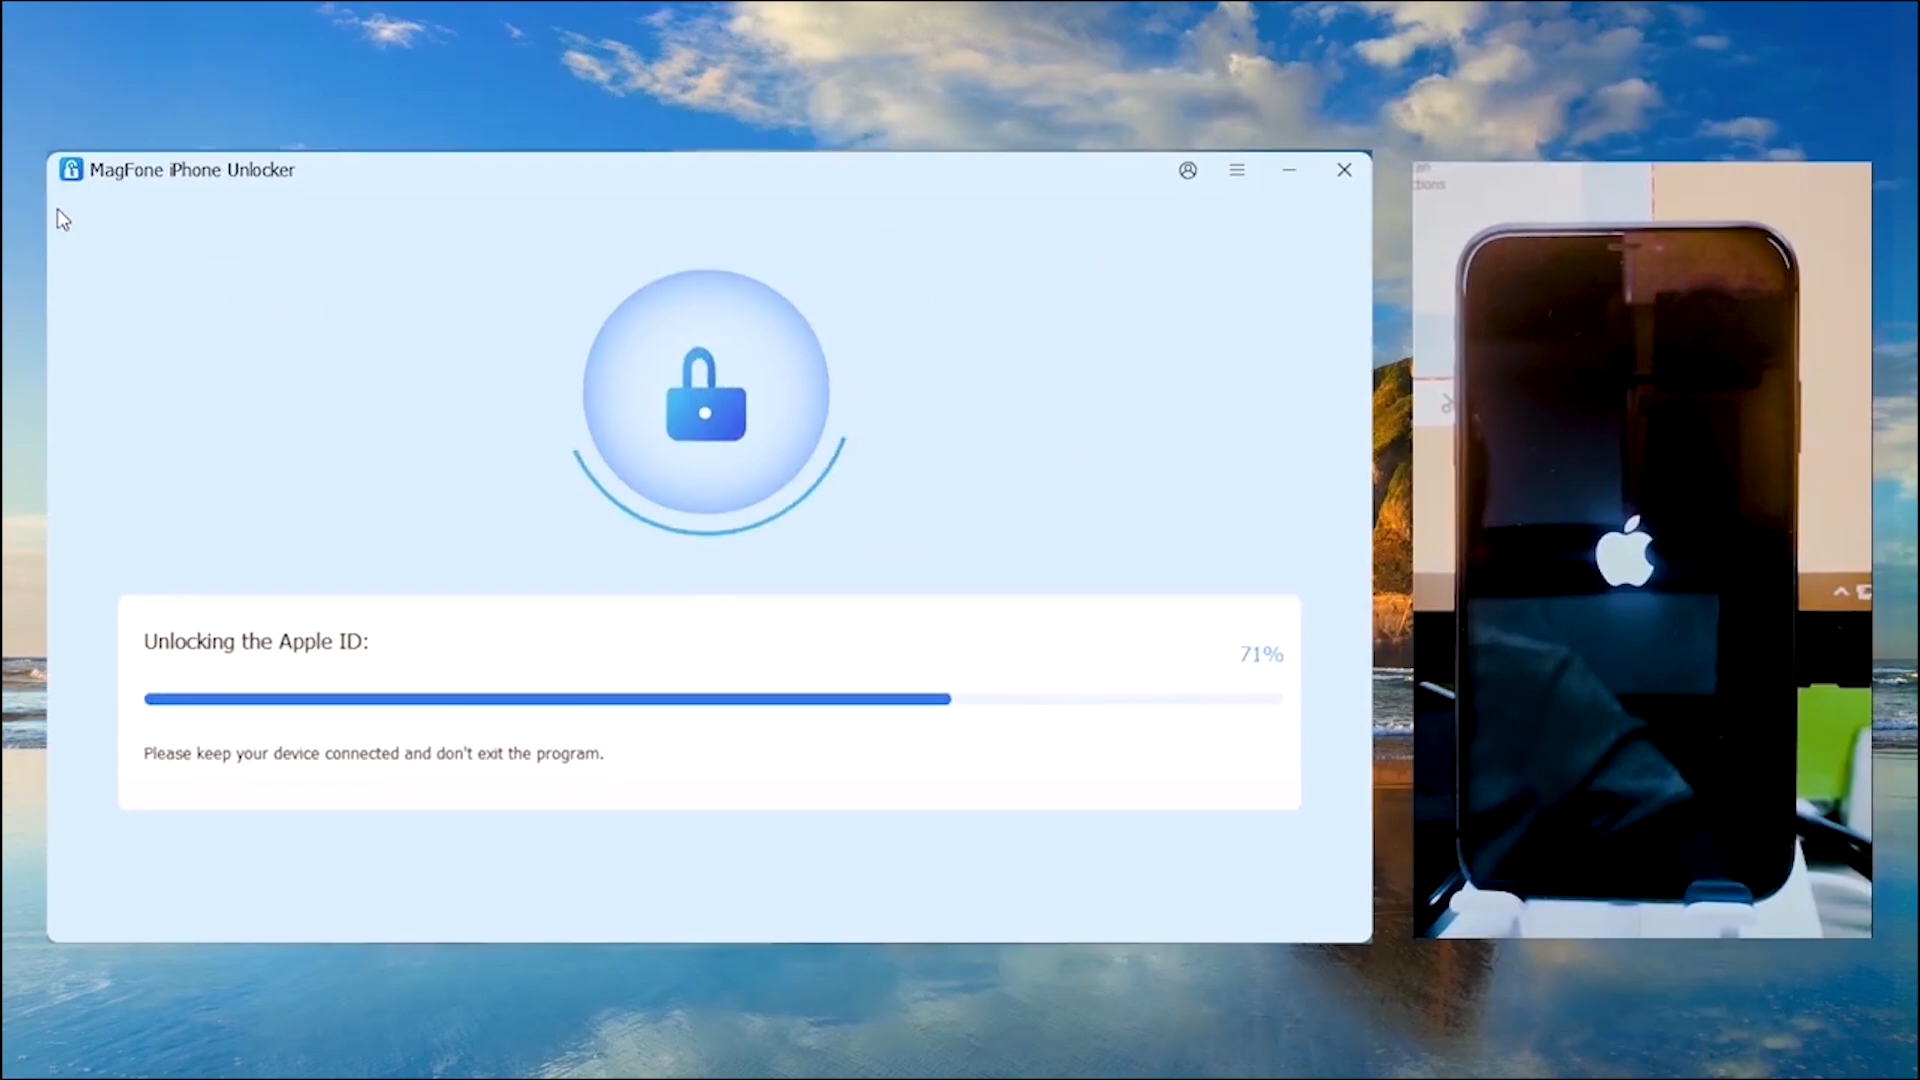 MagFone iPhone Unlocker
Unlocking the Apple ID:
71%
Please keep your device connected and don't exit the program.